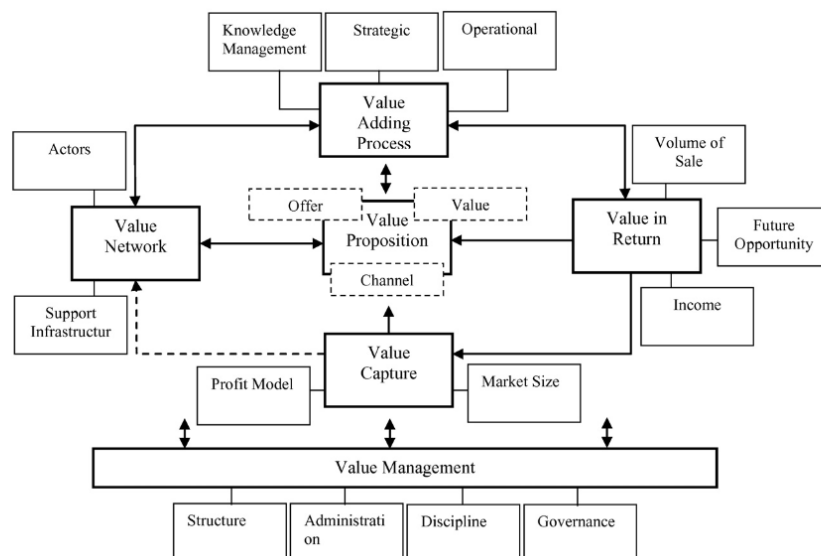 Knowledge
Management
Strategic
Operational
Value
Adding
Process
Actors
Volume of
Sale
Offer
Value
Value
Network
Value
Proposition
Value in
Return
Future
Opportunity
Channel
Support
Infrastructur
Income
Value
Capture
Profit Model
Market Size
Value Management
Structure
Administrati
on
Discipline
Governance